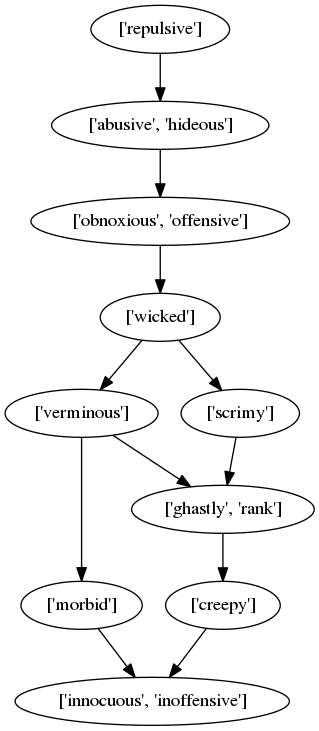 ['repulsive']
['abusive', 'hideous']
['obnoxious', 'offensive']
['wicked']
['verminous']
['scrimy']
['ghastly', 'rank']
['morbid']
['creepy']
['innocuous', 'inoffensive']